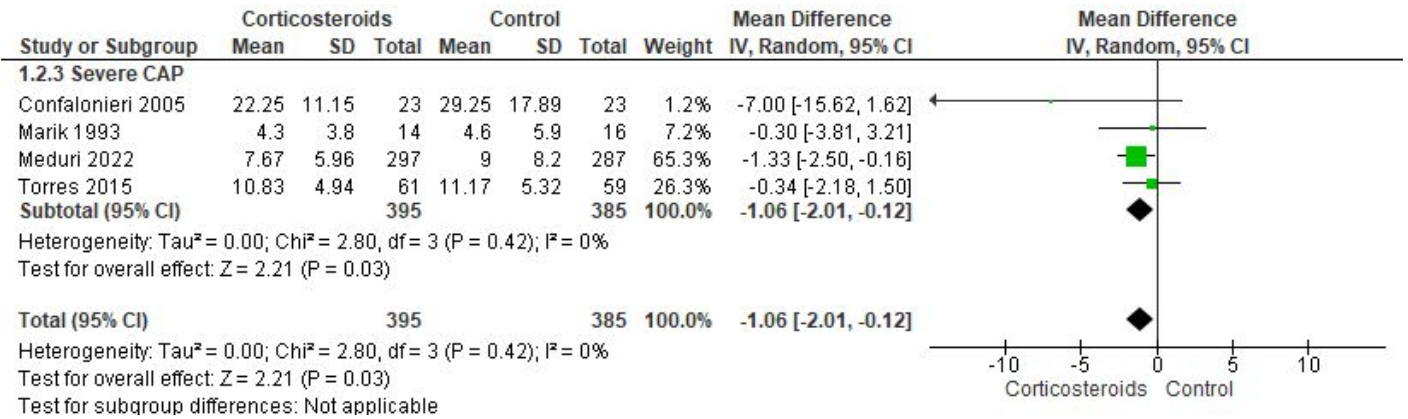 Corticosteroids Control Mean Difference Mean Difference
Study or Subgroup Mean SD Total Mean SD Total Weight IV, Random, 95% CI IV, Random, 95% CI
1.2.3 Severe CAP
Confalonieri 2005 22.25 11.15 23 29.25 17.89 23 1.2% -7.00 [-15.62, 1.62]
Marik 1993 4.3 3.8 14 4.6 5.9 16 7.2% -0.30 [-3.81, 3.21]
Meduri 2022 7.67 5.96 297 9 8.2 287 65.3% -1.33 [-2.50, -0.16]
Torres 2015 10.83 4.94 61 11.17 5.32 59 26.3% -0.34 [-2.18, 1.50]
Subtotal (95% CI) 395 385 100.0% -1.06 [-2.01, -0.12]
Heterogeneity: Tau² = 0.00; Chi² = 2.80, df = 3 (P = 0.42); I² = 0%
Test for overall effect: Z = 2.21 (P = 0.03)
Total (95% CI) 395 385 100.0% -1.06 [-2.01, -0.12]
Heterogeneity: Tau² = 0.00; Chi² = 2.80, df = 3 (P = 0.42); I² = 0%
Test for overall effect: Z = 2.21 (P = 0.03)
Test for subgroup differences: Not applicable
-10 -5 0 5 10
Corticosteroids Control